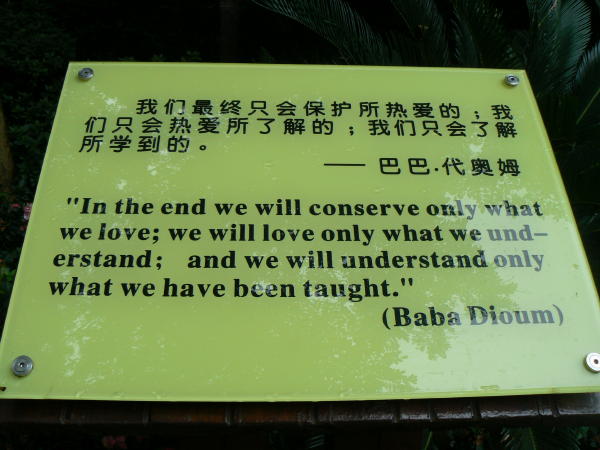 我们最终只会保护所热爱的；我
们只会热爱所了解的；我们只会了解
所学到的。
—— 巴巴·代奥姆
"In the end we will conserve only what
we love; we will love only what we und-
erstand; and we will understand only
what we have been taught."
(Baba Dioum)